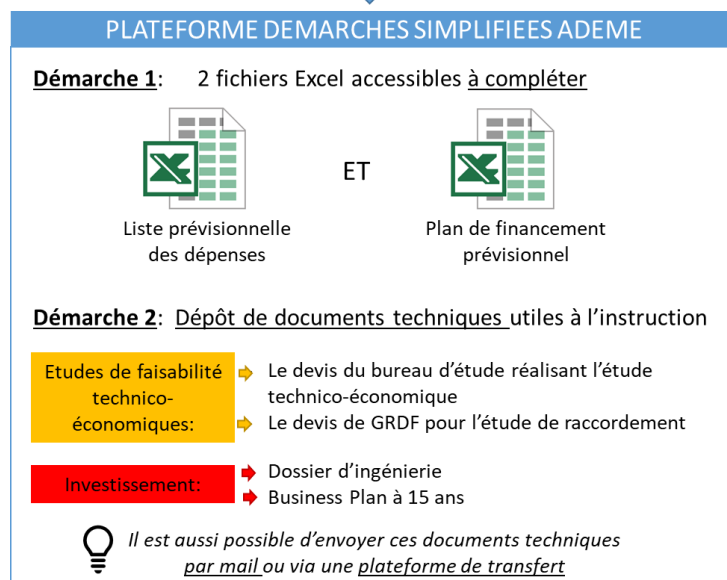 PLATEFORME DEMARCHES SIMPLIFIEES ADEME
Démarche 1: 2 fichiers Excel accessibles à compléter
ET
Liste prévisionnelle
des dépenses
Plan de financement
prévisionnel
Démarche 2: Dépôt de documents techniques utiles à l'instruction
Etudes de faisabilité
technico-
économiques:
Le devis du bureau d'étude réalisant l'étude
technico-économique
Le devis de GRDF pour l'étude de raccordement
Investissement:
Dossier d'ingénierie
Business Plan à 15 ans
Il est aussi possible d'envoyer ces documents techniques
par mail ou via une plateforme de transfert